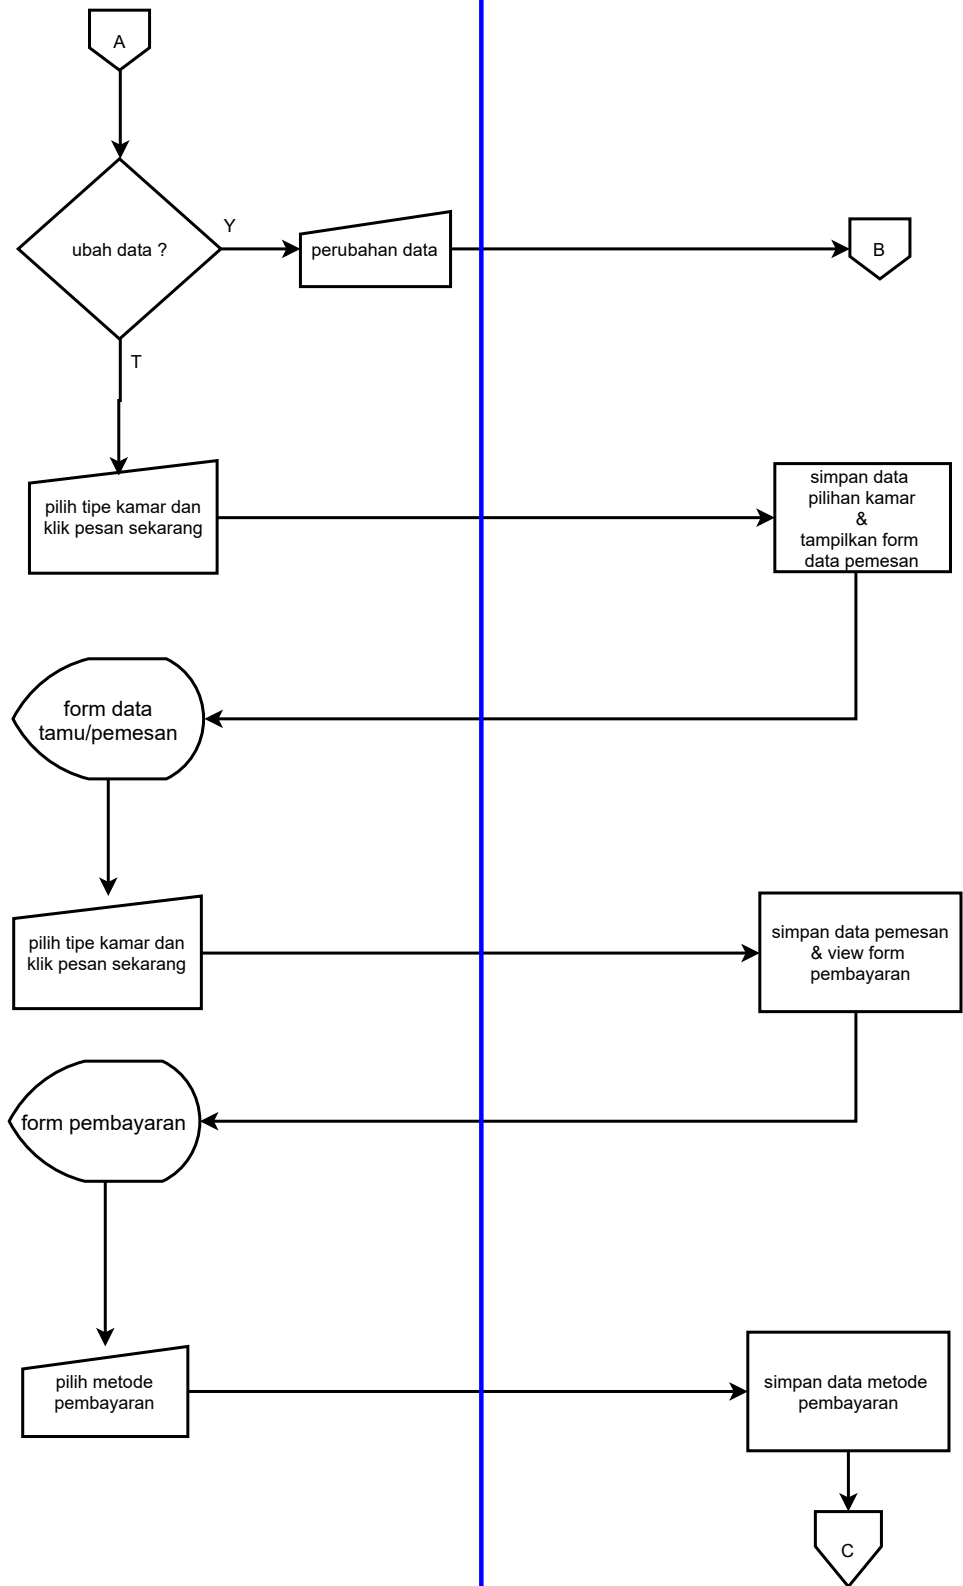 A
ubah data ?
Y
perubahan data
B
T
pilih tipe kamar dan
klik pesan sekarang
simpan data
pilihan kamar
&
tampilkan form
data pemesan
form data
tamu/pemesan
pilih tipe kamar dan
klik pesan sekarang
simpan data pemesan
& view form
pembayaran
form pembayaran
pilih metode
pembayaran
simpan data metode
pembayaran
C